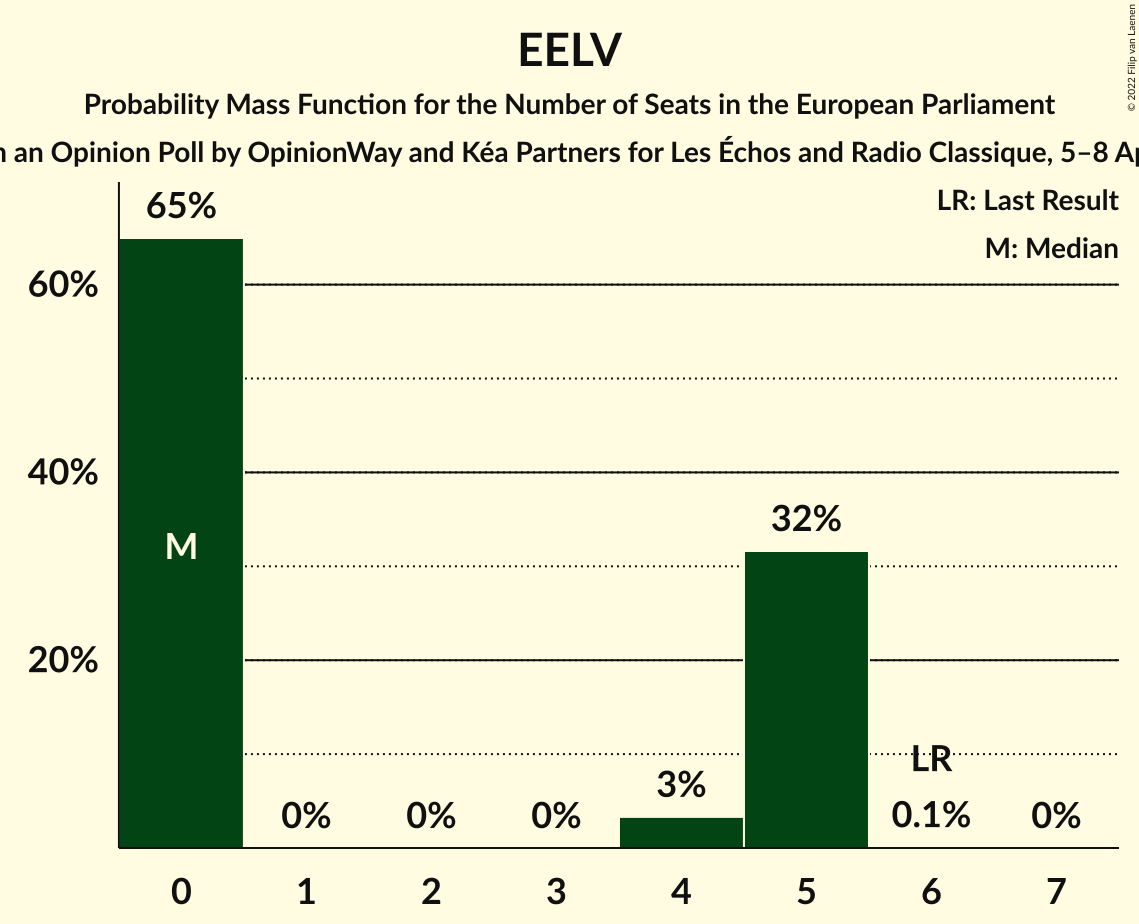 EELV
Probability Mass Function for the Number of Seats in the European Parliament
an Opinion Poll by OpinionWay and Kéa Partners for Les Échos and Radio Classique, 5–8
© 2022 Filip van Laenen
LR: Last Result
M: Median
65%
60%
40%
20%
M
0%
0%
0%
3%
32%
LR
0.1%
0%
0
1
2
3
4
5
6
7